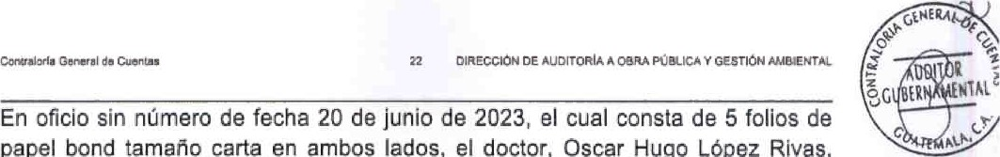 Contraloría General de Cuentas 22 DIRECCIÓN DE AUDITORÍA A OBRA PÚBLICA Y GESTIÓN AMBIENTAL
CONTRALORIA GENERAL DE CUENTAS
AUDITOR
GUBERNAMENTAL
GUATEMALA, C.A.
En oficio sin número de fecha 20 de junio de 2023, el cual consta de 5 folios de
papel bond tamaño carta en ambos lados, el doctor, Oscar Hugo López Rivas,